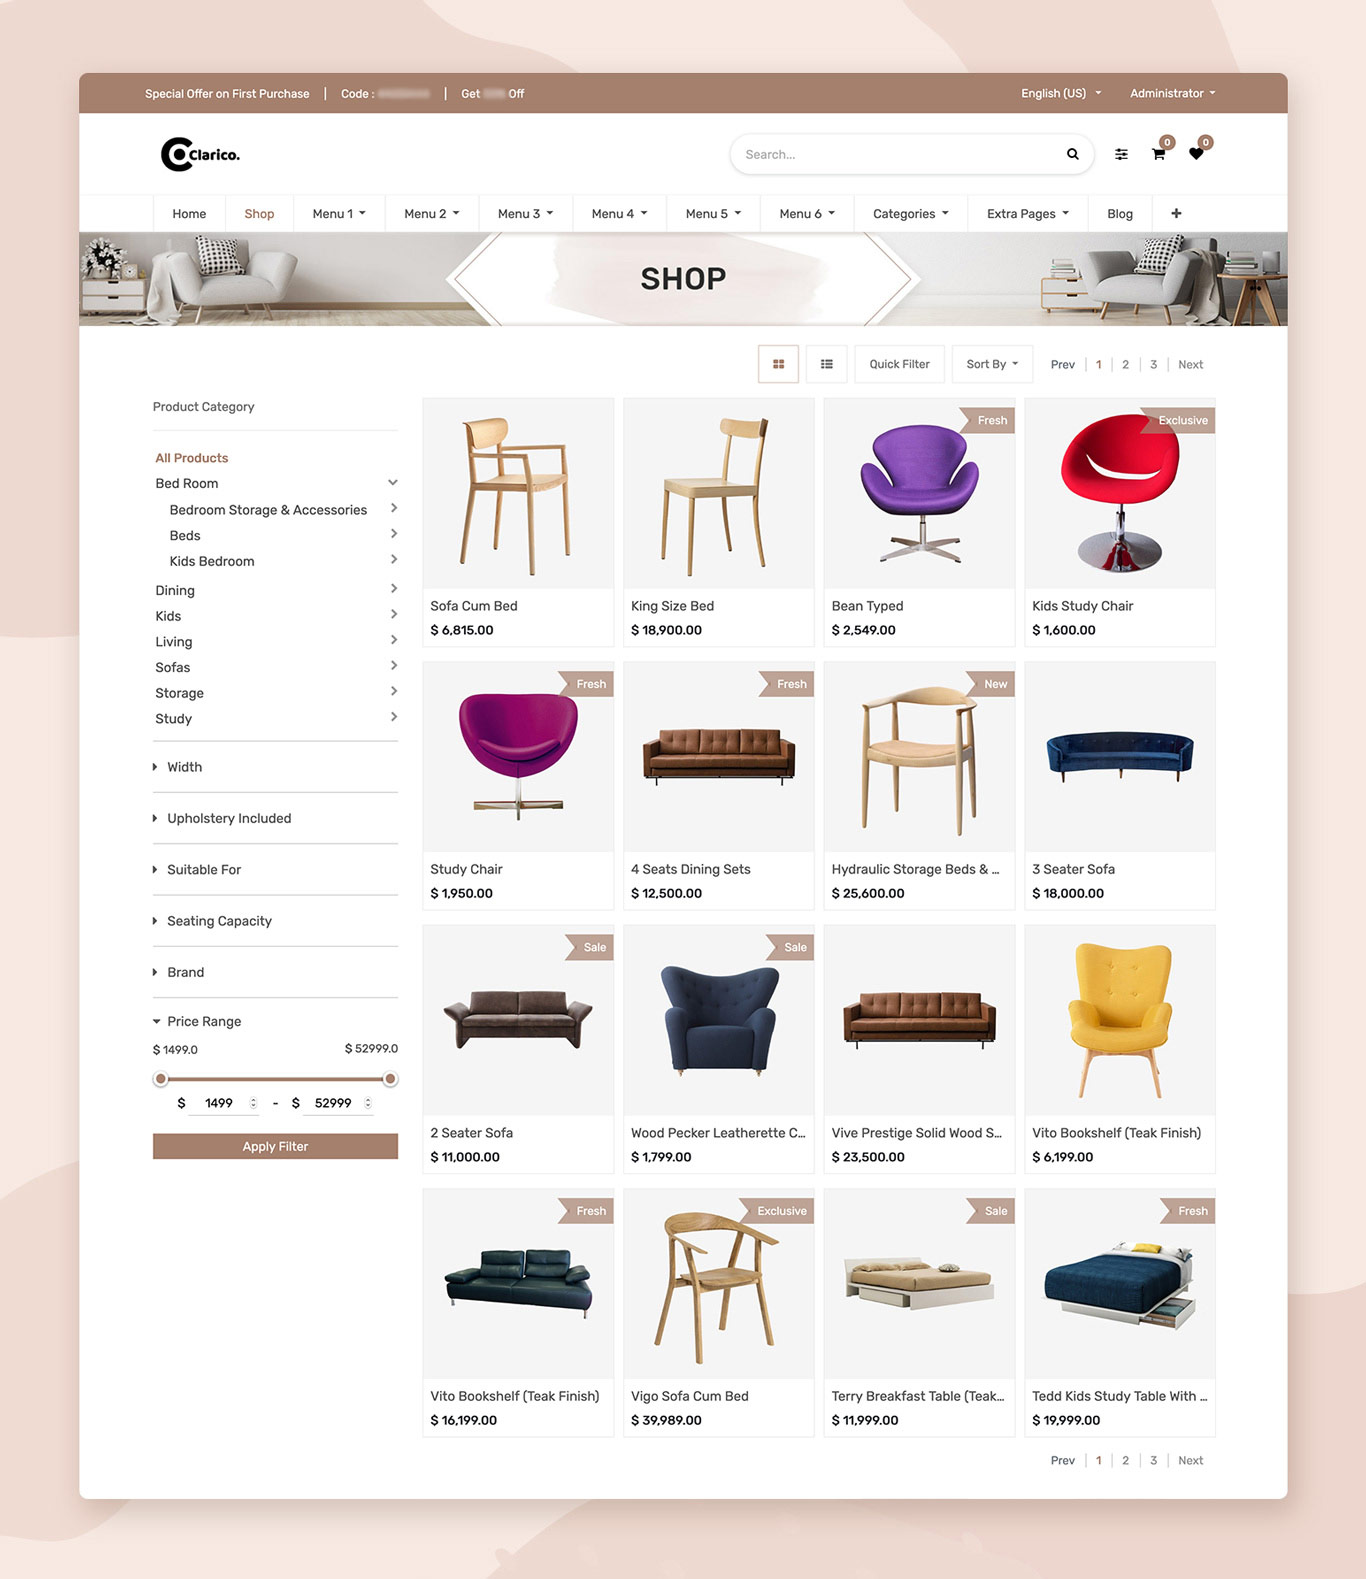 Special Offer on First Purchase | Code : | Get Off English (US) Administrator
Clarico.
Search...
0
0
Home Shop Menu 1 Menu 2 Menu 3 Menu 4 Menu 5 Menu 6 Categories Extra Pages Blog +
SHOP
Quick Filter Sort By Prev | 1 | 2 | 3 | Next
Product Category
All Products
Bed Room
Bedroom Storage & Accessories
Beds
Kids Bedroom
Dining
Kids
Living
Sofas
Storage
Study
Width
Upholstery Included
Suitable For
Seating Capacity
Brand
Price Range
$ 1499.0 $ 52999.0
$ 1499 - $ 52999
Apply Filter
Fresh
Exclusive
Sofa Cum Bed King Size Bed Bean Typed Kids Study Chair
$ 6,815.00 $ 18,900.00 $ 2,549.00 $ 1,600.00
Fresh
Fresh
New
Study Chair 4 Seats Dining Sets Hydraulic Storage Beds & ... 3 Seater Sofa
$ 1,950.00 $ 12,500.00 $ 25,600.00 $ 18,000.00
Sale
Sale
2 Seater Sofa Wood Pecker Leatherette C... Vive Prestige Solid Wood S... Vito Bookshelf (Teak Finish)
$ 11,000.00 $ 1,799.00 $ 23,500.00 $ 6,199.00
Fresh
Exclusive
Sale
Fresh
Vito Bookshelf (Teak Finish) Vigo Sofa Cum Bed Terry Breakfast Table (Teak... Tedd Kids Study Table With ...
$ 16,199.00 $ 39,989.00 $ 11,999.00 $ 19,999.00
Prev | 1 | 2 | 3 | Next